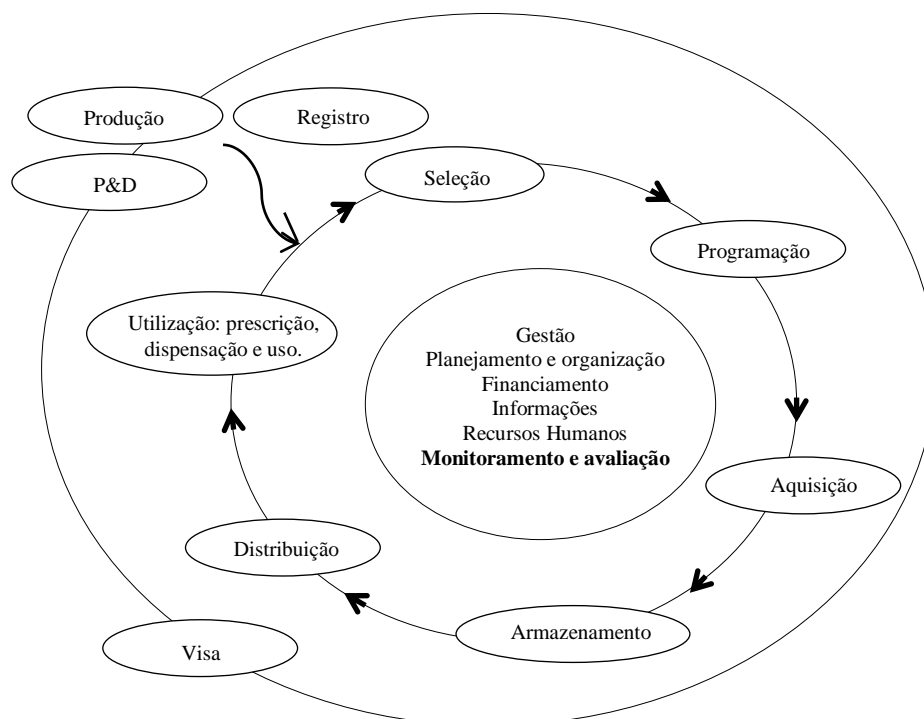 Produção
Registro
P&D
Seleção
Programação
Utilização: prescrição,
dispensação e uso.
Gestão
Planejamento e organização
Financiamento
Informações
Recursos Humanos
Monitoramento e avaliação
Aquisição
Distribuição
Armazenamento
Visa